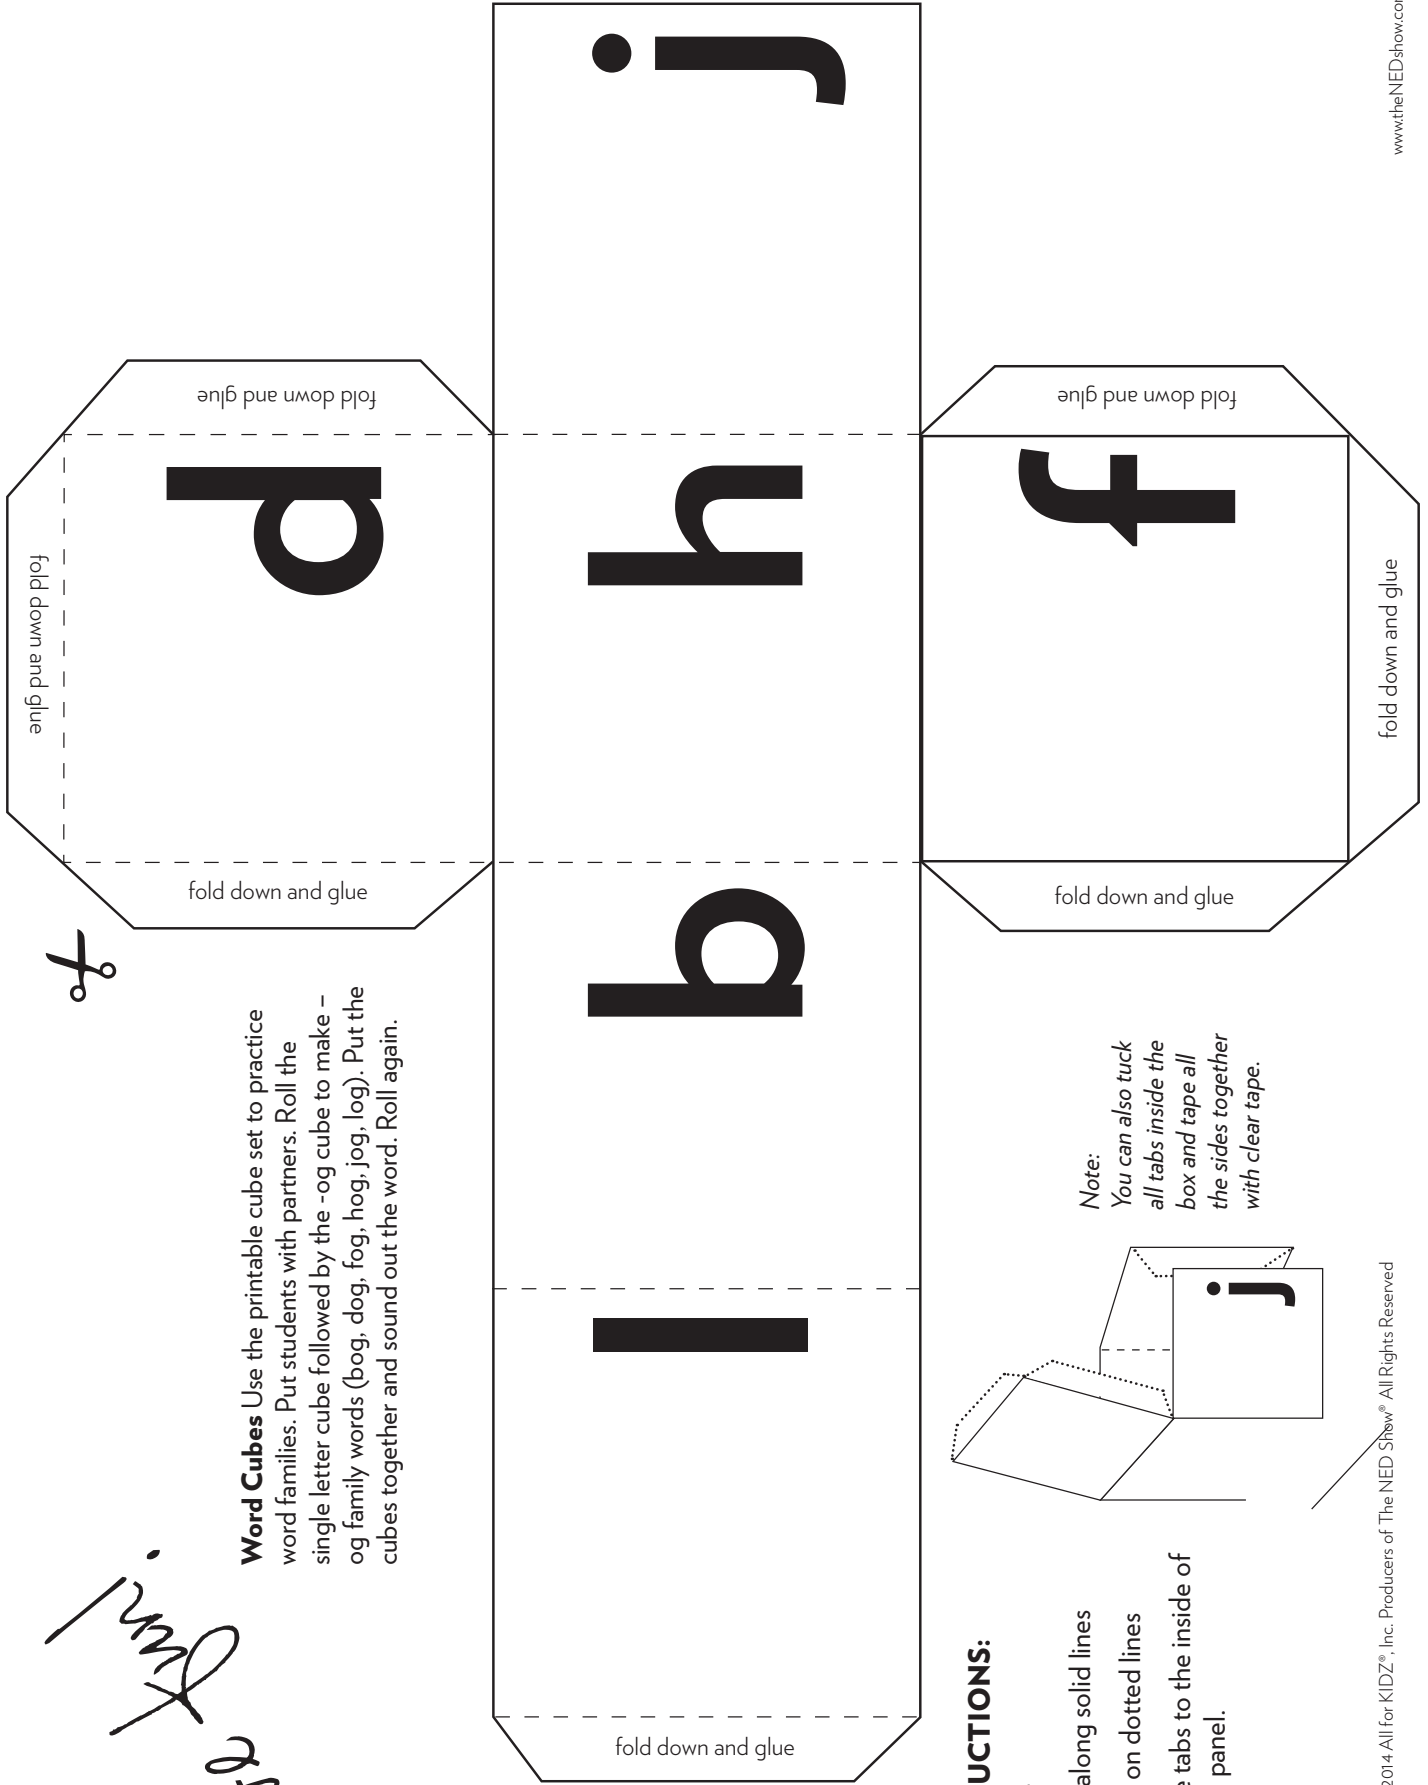 j
d
h
f
b
l
fold down and glue
fold down and glue
fold down and glue
fold down and glue
fold down and glue
fold down and glue
fold down and glue
Word Cubes Use the printable cube set to practice
word families. Put students with partners. Roll the
single letter cube followed by the -og cube to make –
og family words (bog, dog, fog, hog, jog, log). Put the
cubes together and sound out the word. Roll again.
UCTIONS:
along solid lines
on dotted lines
tabs to the inside of
panel.
j
Note:
You can also tuck
all tabs inside the
box and tape all
the sides together
with clear tape.
2014 All for KIDZ®, Inc. Producers of The NED Show® All Rights Reserved
www.theNEDshow.com